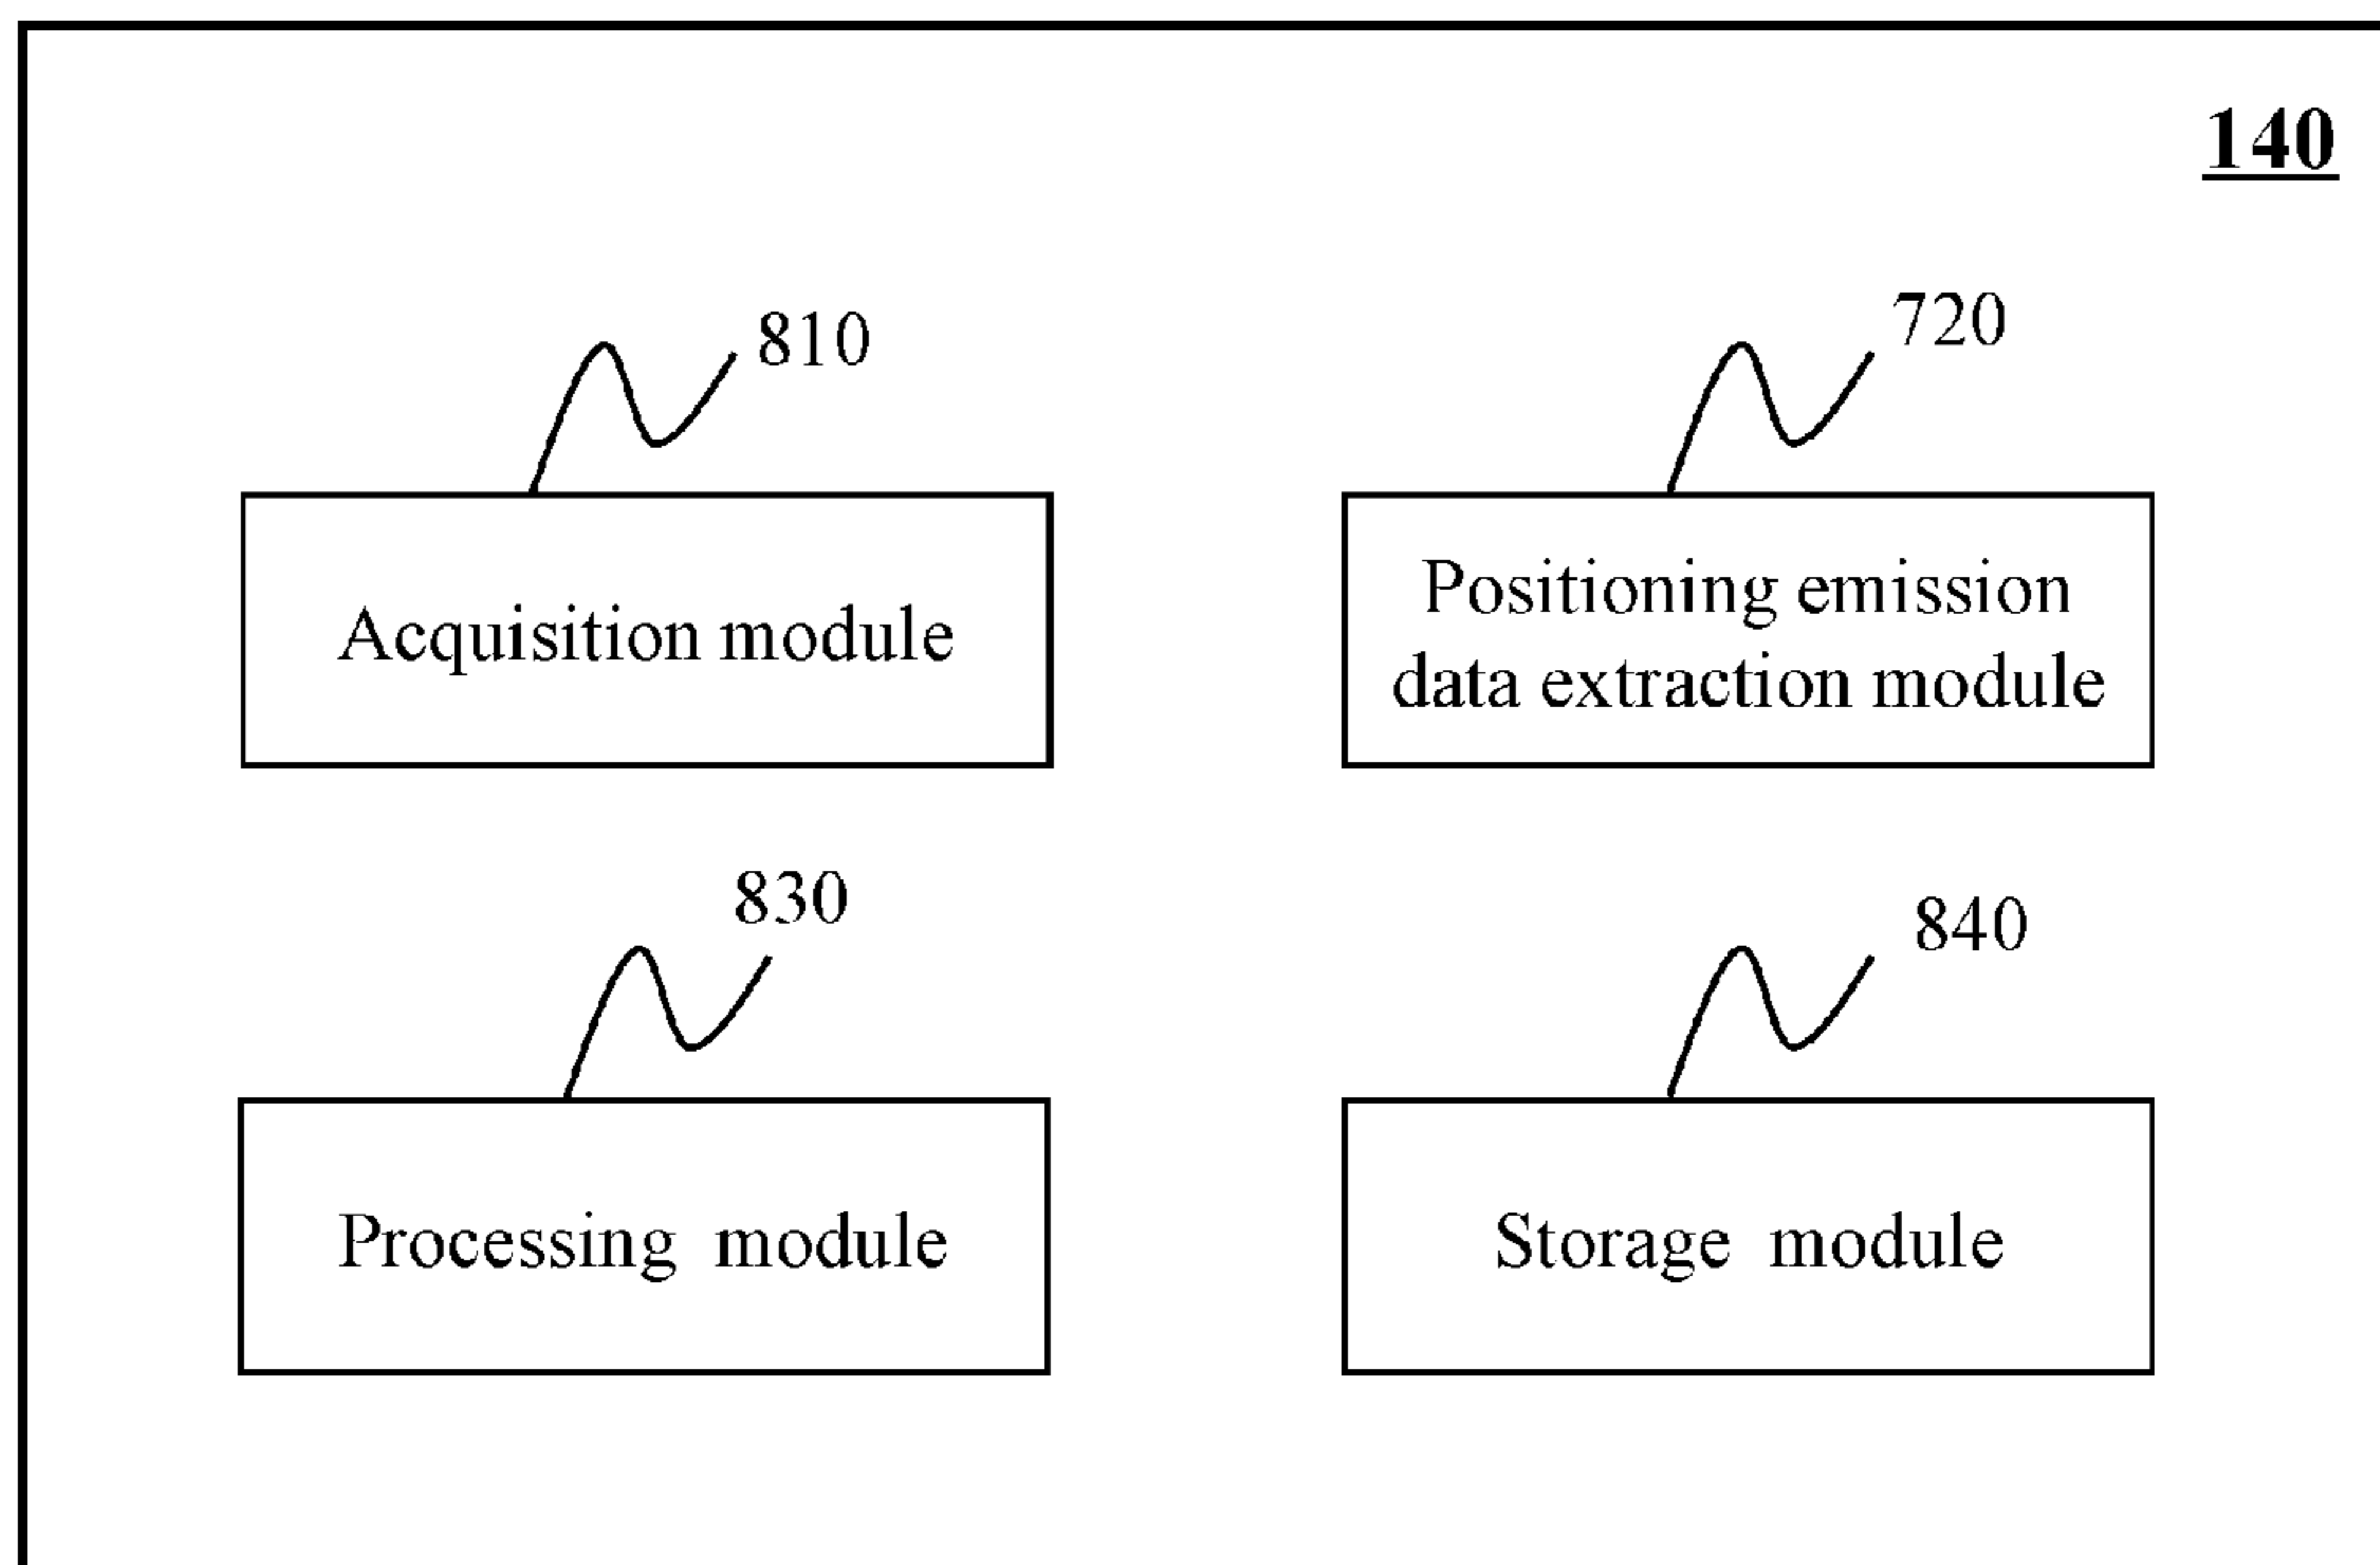 140
810
720
Acquisition module
Positioning emission
data extraction module
830
840
Processing module
Storage module